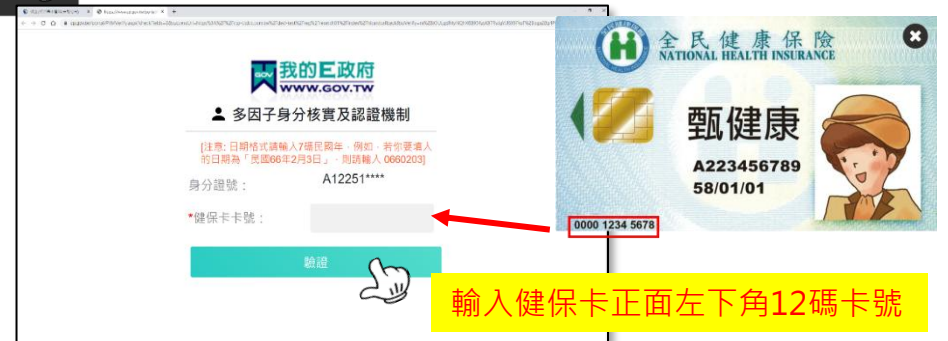 我的E政府
WWW.GOV.TW
多因子身分核實及認證機制
[注意: 日期格式請輸入7碼民國年，例如，若你要填入
的日期為「民國66年2月3日」，則請輸入 0660203]
身分證號：
A12251****
*健保卡卡號：
驗證
全民健康保險
NATIONAL HEALTH INSURANCE
甄健康
A223456789
58/01/01
0000 1234 5678
輸入健保卡正面左下角12碼卡號